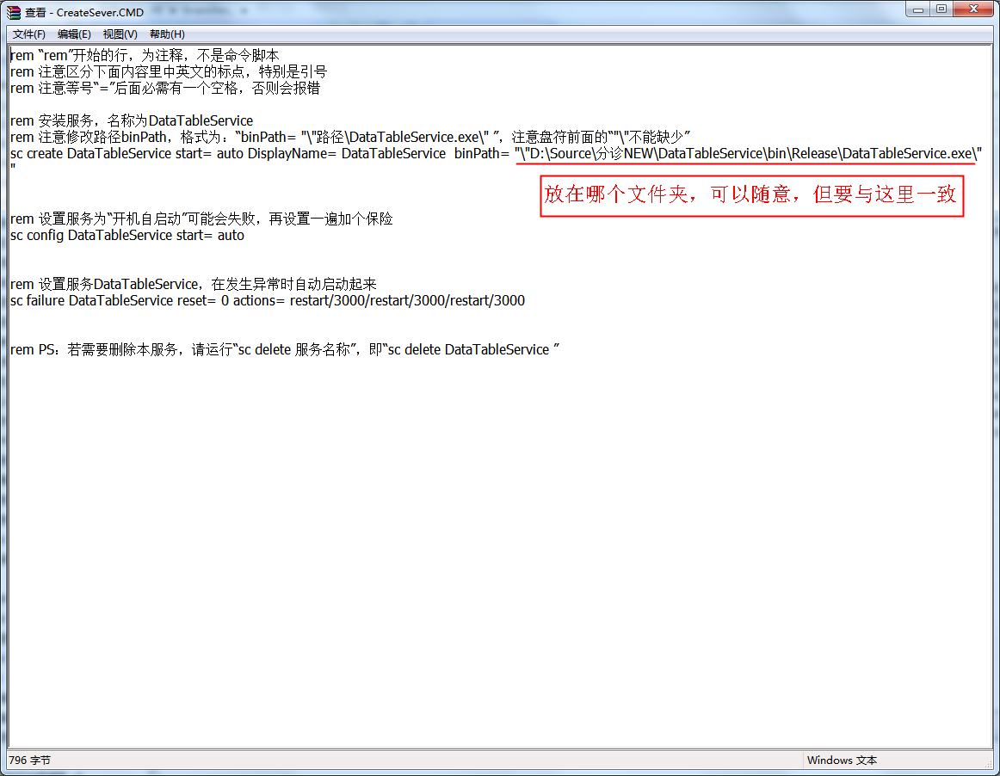 查看 - CreateSever.CMD
文件(F) 编辑(E) 视图(V) 帮助(H)
rem “rem”开始的行，为注释，不是命令脚本
rem 注意区分下面内容里中英文的标点，特别是引号
rem 注意等号“=”后面必需有一个空格，否则会报错
rem 安装服务，名称为DataTableService
rem 注意修改路径binPath，格式为：“binPath= "\"路径\DataTableService.exe\" ”，注意盘符前面的“"\"不能缺少”
sc create DataTableService start= auto DisplayName= DataTableService  binPath= "\"D:\Source\分诊NEW\DataTableService\bin\Release\DataTableService.exe\"
"
放在哪个文件夹，可以随意，但要与这里一致
rem 设置服务为“开机自启动”可能会失败，再设置一遍加个保险
sc config DataTableService start= auto
rem 设置服务DataTableService，在发生异常时自动启动起来
sc failure DataTableService reset= 0 actions= restart/3000/restart/3000/restart/3000
rem PS：若需要删除本服务，请运行“sc delete 服务名称”，即“sc delete DataTableService ”
796 字节
Windows 文本